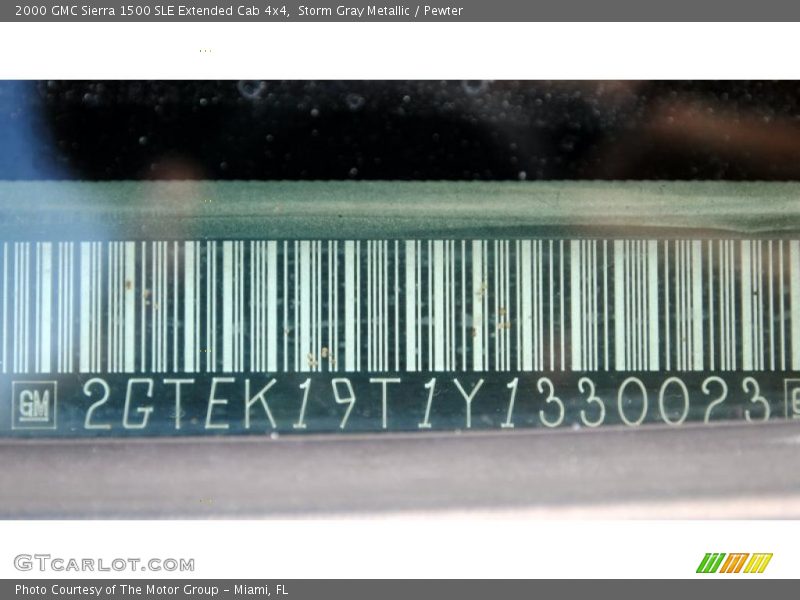 2000 GMC Sierra 1500 SLE Extended Cab 4x4, Storm Gray Metallic / Pewter
GM 2GTEK19T1Y1330023
GTCARLOT.COM
Photo Courtesy of The Motor Group - Miami, FL